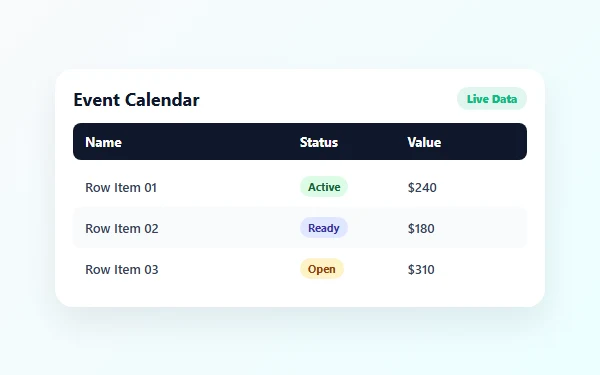 Event Calendar Live Data
Name Status Value
Row Item 01 Active $240
Row Item 02 Ready $180
Row Item 03 Open $310